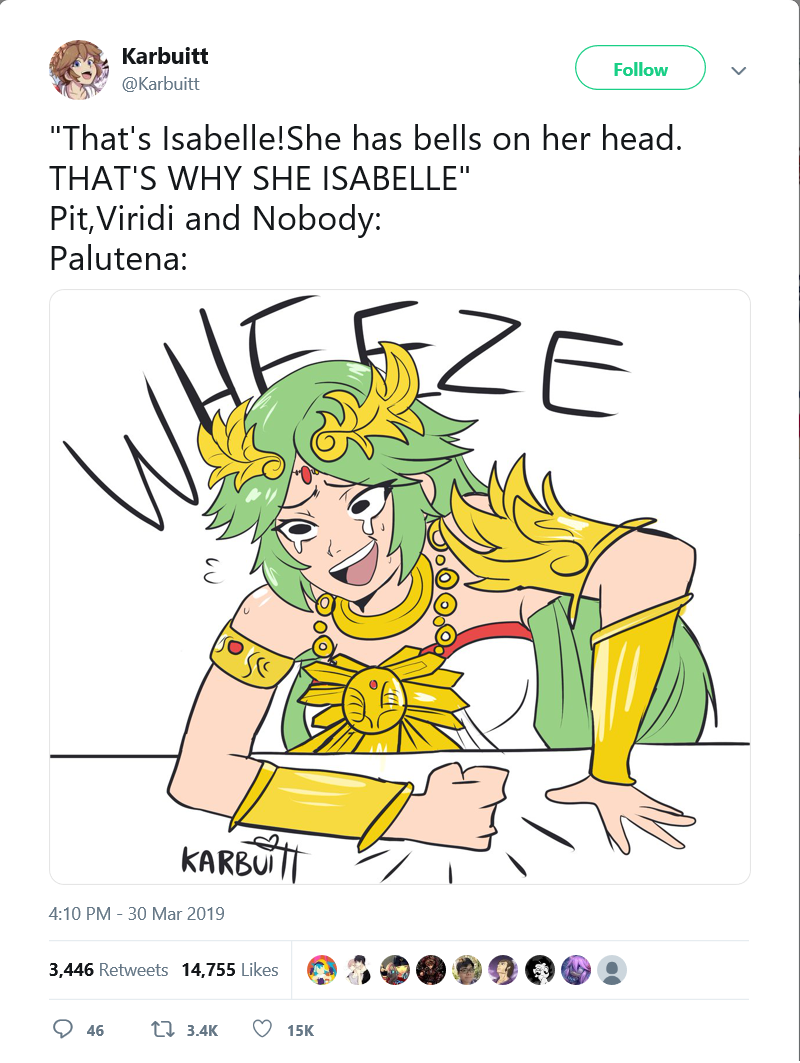 Karbuitt
@Karbuitt
Follow
"That's Isabelle!She has bells on her head.
THAT'S WHY SHE ISABELLE"
Pit,Viridi and Nobody:
Palutena:
WHEEZE
KARBUITT
4:10 PM - 30 Mar 2019
3,446 Retweets 14,755 Likes
46 3.4K 15K